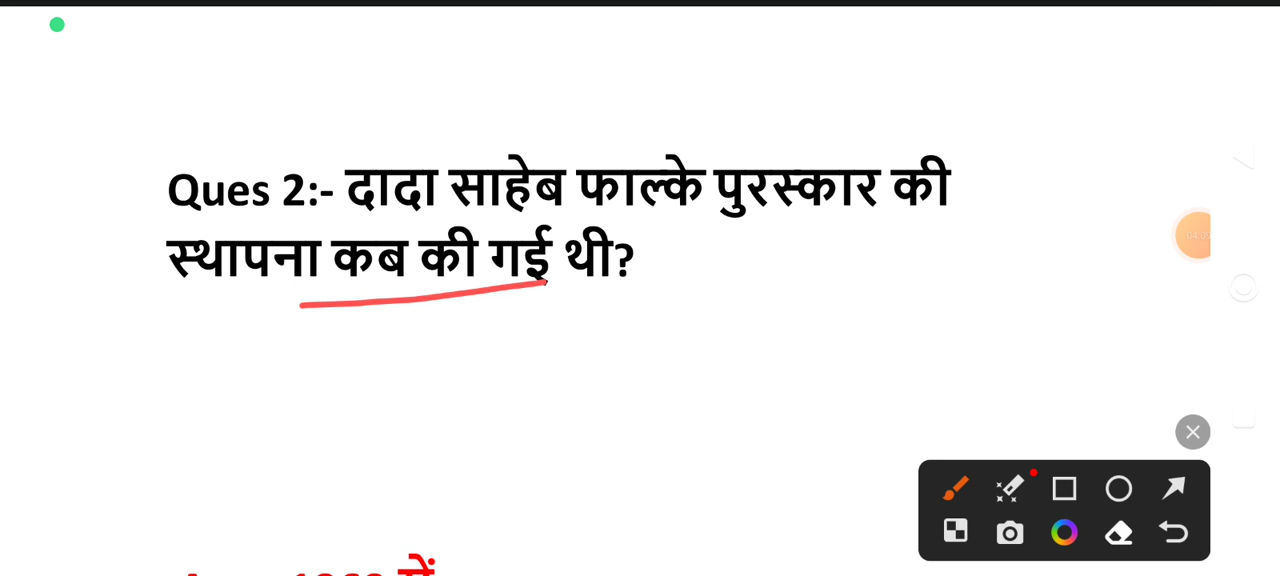 Ques 2:- दादा साहेब फाल्के पुरस्कार की
स्थापना कब की गई थी?
में